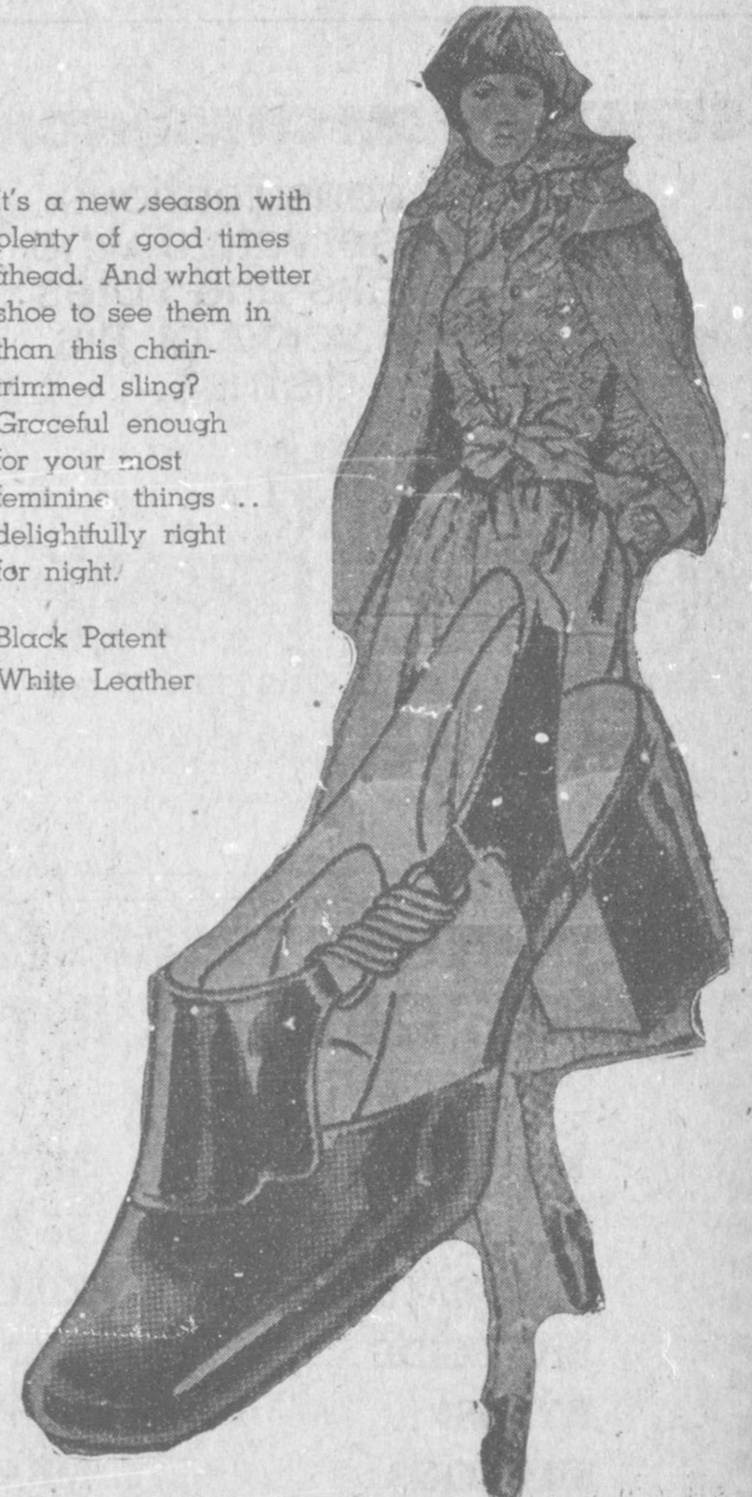 It's a new season with
plenty of good times
ahead. And what better
shoe to see them in
than this chain-
trimmed sling?
Graceful enough
for your most
feminine things ..
delightfully right
for night.
Black Patent
White Leather